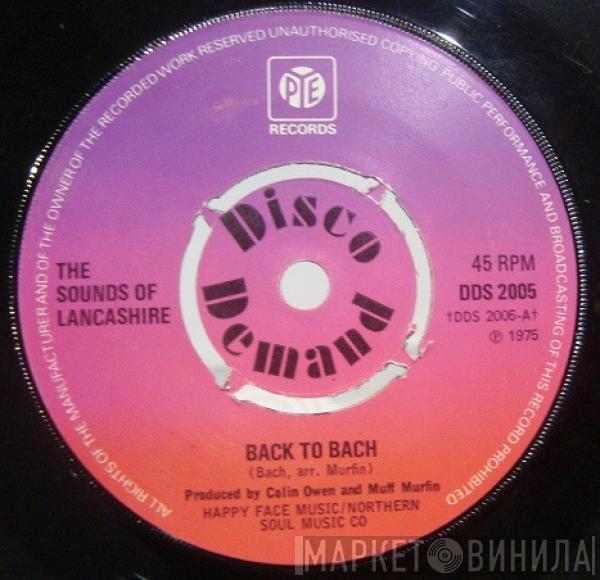 ALL RIGHTS OF THE MANUFACTURER AND OF THE OWNER OF THE RECORDED WORK RESERVED UNAUTHORISED COPYING PUBLIC PERFORMANCE AND BROADCASTING OF THIS RECORD PROHIBITED
PYE
RECORDS
Disco
Demand
THE
SOUNDS OF
LANCASHIRE
45 RPM
DDS 2005
†DDS 2005-A†
℗ 1975
BACK TO BACH
(Bach, arr. Murfin)
Produced by Colin Owen and Muff Murfin
HAPPY FACE MUSIC/NORTHERN
SOUL MUSIC CO
МАРКЕТ ВИНИЛА